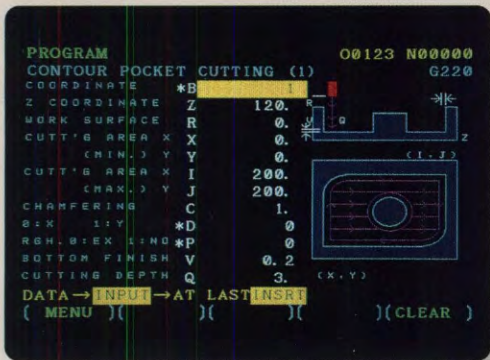 PROGRAM O0123 N00000
CONTOUR POCKET CUTTING (1) G220
COORDINATE *B 1
Z COORDINATE Z 120.
WORK SURFACE R 0.
CUTT'G AREA X X 0.
(MIN.) Y Y 0.
CUTT'G AREA X I 200.
(MAX.) Y J 200.
CHAMFERING C 1.
0:X 1:Y *D 0
RGH.0:EX 1:NO *P 0
BOTTOM FINISH V 0.2
CUTTING DEPTH Q 3.
R
Q
Z
(I.J)
(X.Y)
DATA→INPUT→AT LAST INSRT
( MENU )( )( )( )(CLEAR )